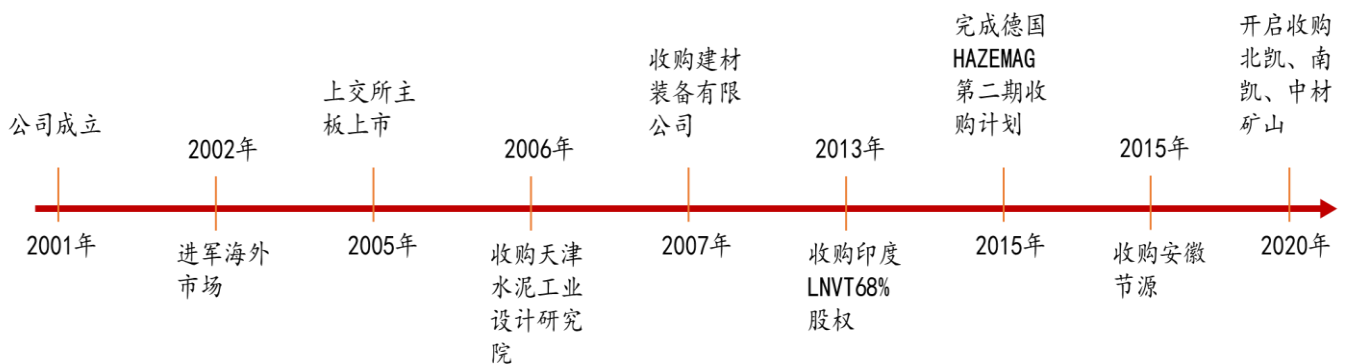 公司成立
2001年
2002年
进军海外
市场
上交所主
板上市
2005年
2006年
收购天津
水泥工业
设计研究
院
收购建材
装备有限
公司
2007年
2013年
收购印度
LNVT68%
股权
完成德国
HAZEMAG
第二期收
购计划
2015年
2015年
收购安徽
节源
开启收购
北凯、南
凯、中材
矿山
2020年